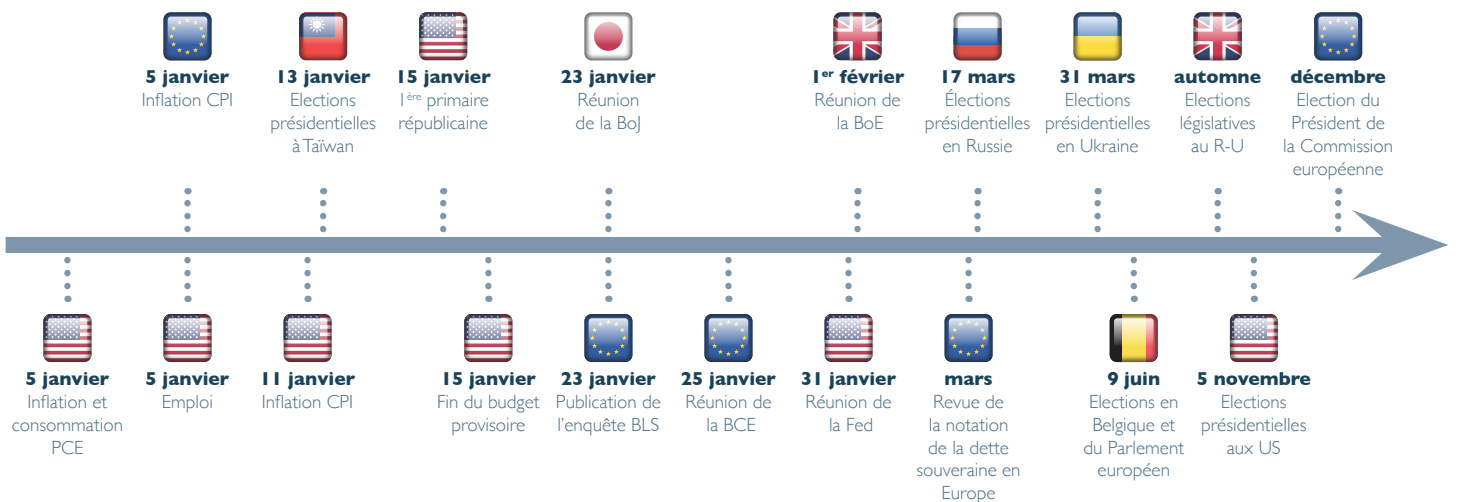 5 janvier
Inflation CPI
13 janvier
Elections
présidentielles
à Taïwan
15 janvier
1ère primaire
républicaine
23 janvier
Réunion
de la BoJ
1er février
Réunion de
la BoE
17 mars
Élections
présidentielles
en Russie
31 mars
Elections
présidentielles
en Ukraine
automne
Elections
législatives
au R-U
décembre
Election du
Président de
la Commission
européenne
5 janvier
Inflation et
consommation
PCE
5 janvier
Emploi
11 janvier
Inflation CPI
15 janvier
Fin du budget
provisoire
23 janvier
Publication de
l'enquête BLS
25 janvier
Réunion de
la BCE
31 janvier
Réunion de
la Fed
mars
Revue de
la notation
de la dette
souveraine en
Europe
9 juin
Elections en
Belgique et
du Parlement
européen
5 novembre
Elections
présidentielles
aux US